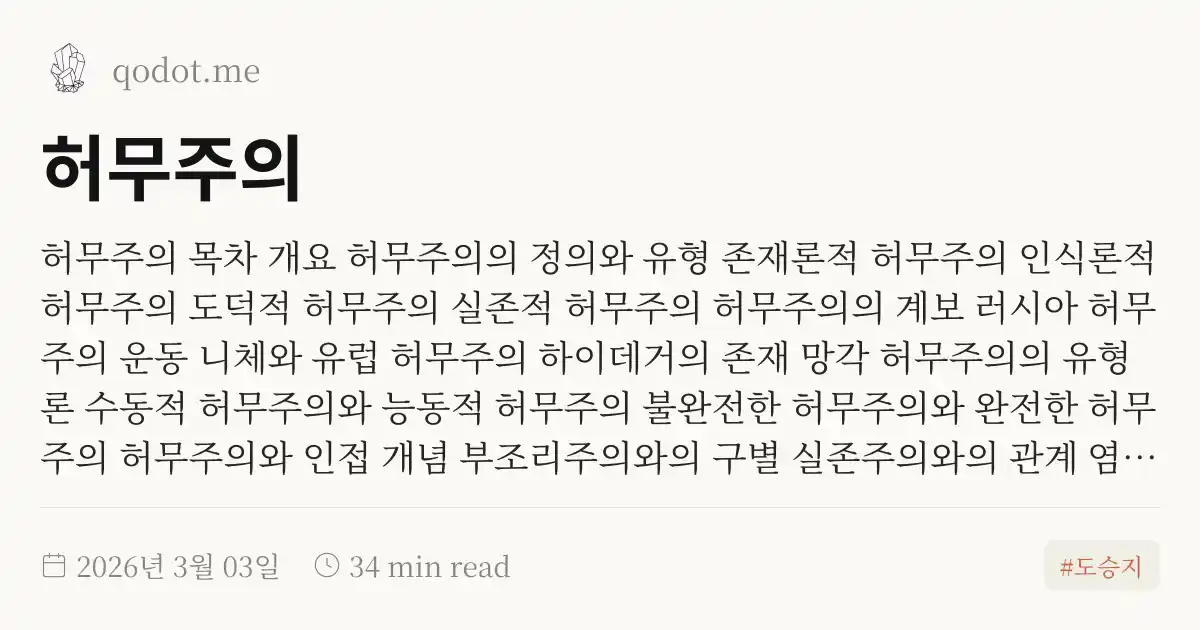 qodot.me
허무주의
허무주의 목차 개요 허무주의의 정의와 유형 존재론적 허무주의 인식론적
허무주의 도덕적 허무주의 실존적 허무주의 허무주의의 계보 러시아 허무
주의 운동 니체와 유럽 허무주의 하이데거의 존재 망각 허무주의의 유형
론 수동적 허무주의와 능동적 허무주의 불완전한 허무주의와 완전한 허무
주의 허무주의와 인접 개념 부조리주의와의 구별 실존주의와의 관계 염…
2026년 3월 03일 34 min read #도승지